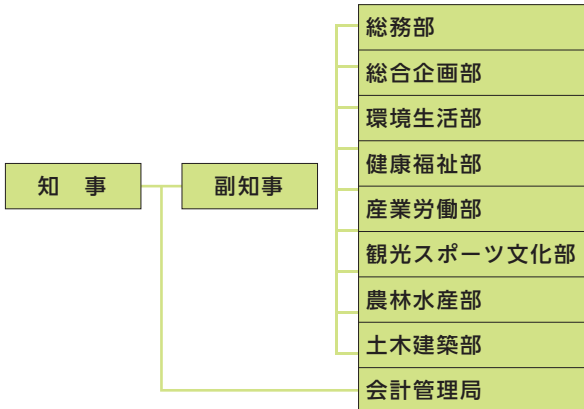 知　事
副知事
総務部
総合企画部
環境生活部
健康福祉部
産業労働部
観光スポーツ文化部
農林水産部
土木建築部
会計管理局